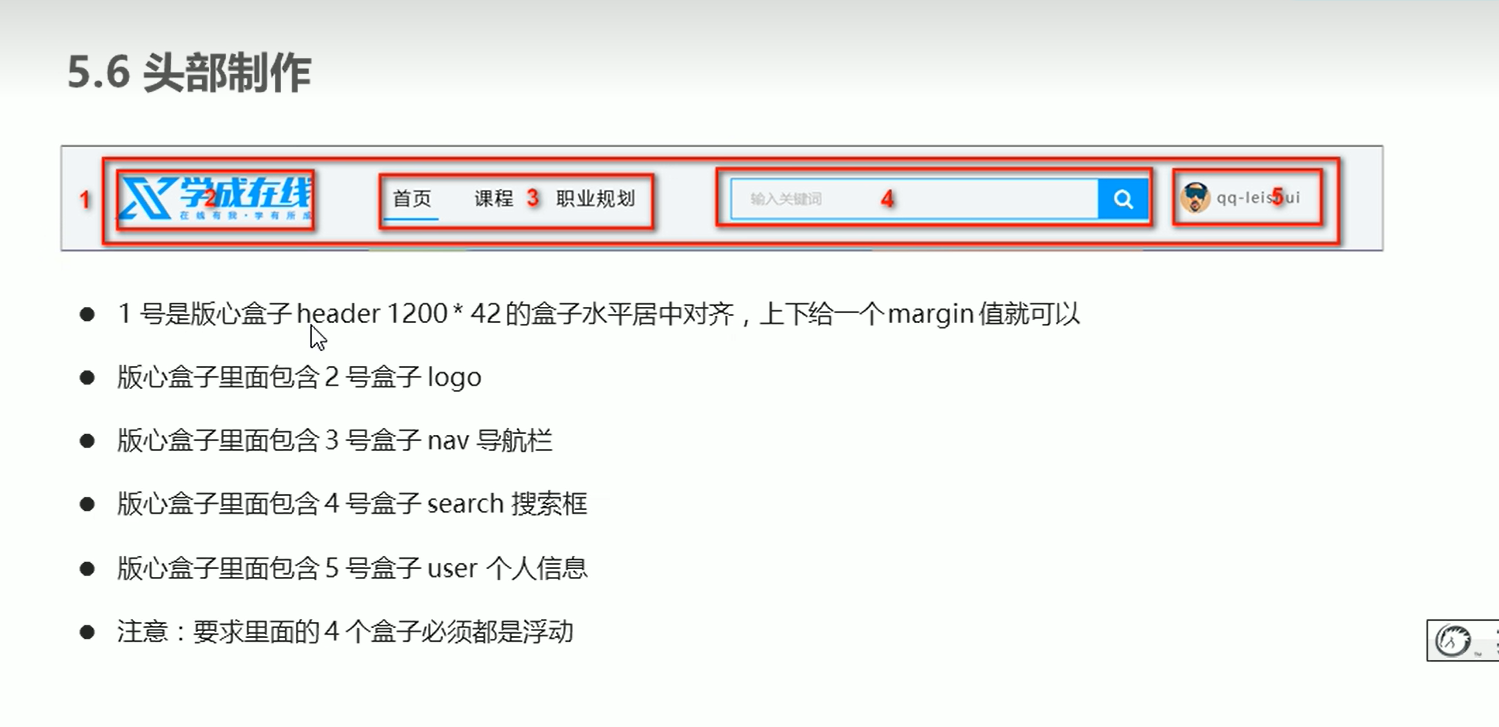 5.6 头部制作
1 学成在线 2 首页 课程 3 职业规划 输入关键词 4 qq-leishui 5
在线有我·学有所成
● 1 号是版心盒子 header 1200 * 42 的盒子水平居中对齐，上下给一个 margin 值就可以
● 版心盒子里面包含 2 号盒子 logo
● 版心盒子里面包含 3 号盒子 nav 导航栏
● 版心盒子里面包含 4 号盒子 search 搜索框
● 版心盒子里面包含 5 号盒子 user 个人信息
● 注意：要求里面的 4 个盒子必须都是浮动